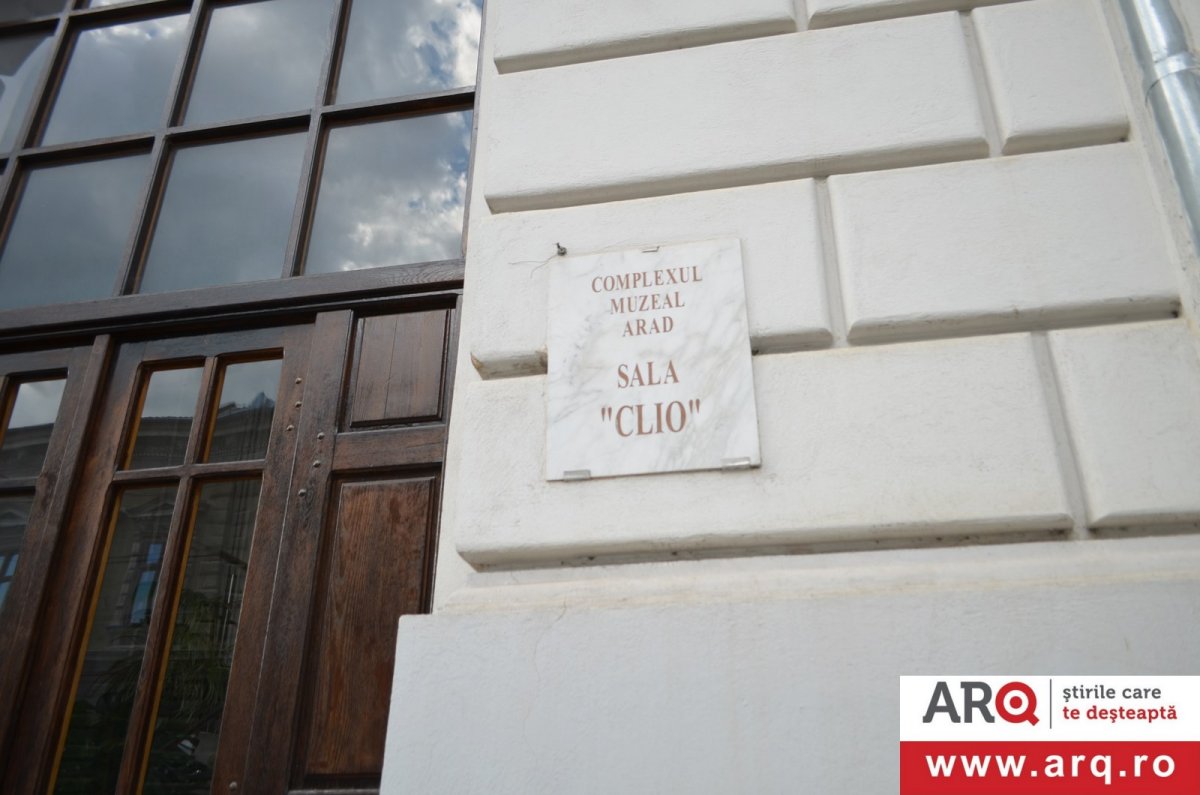 COMPLEXUL
MUZEAL
ARAD
SALA
"CLIO"
ARQ
știrile care
te deșteaptă
www.arq.ro